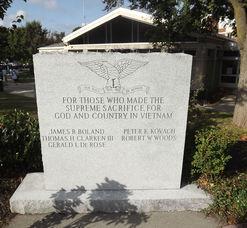 FOR THOSE WHO MADE THE
SUPREME SACRIFICE FOR
GOD AND COUNTRY IN VIETNAM
JAMES R. BOLAND PETER K. KOVACH
THOMAS H. CLARKEN III ROBERT W. WOODS
GERALD L. DE ROSE